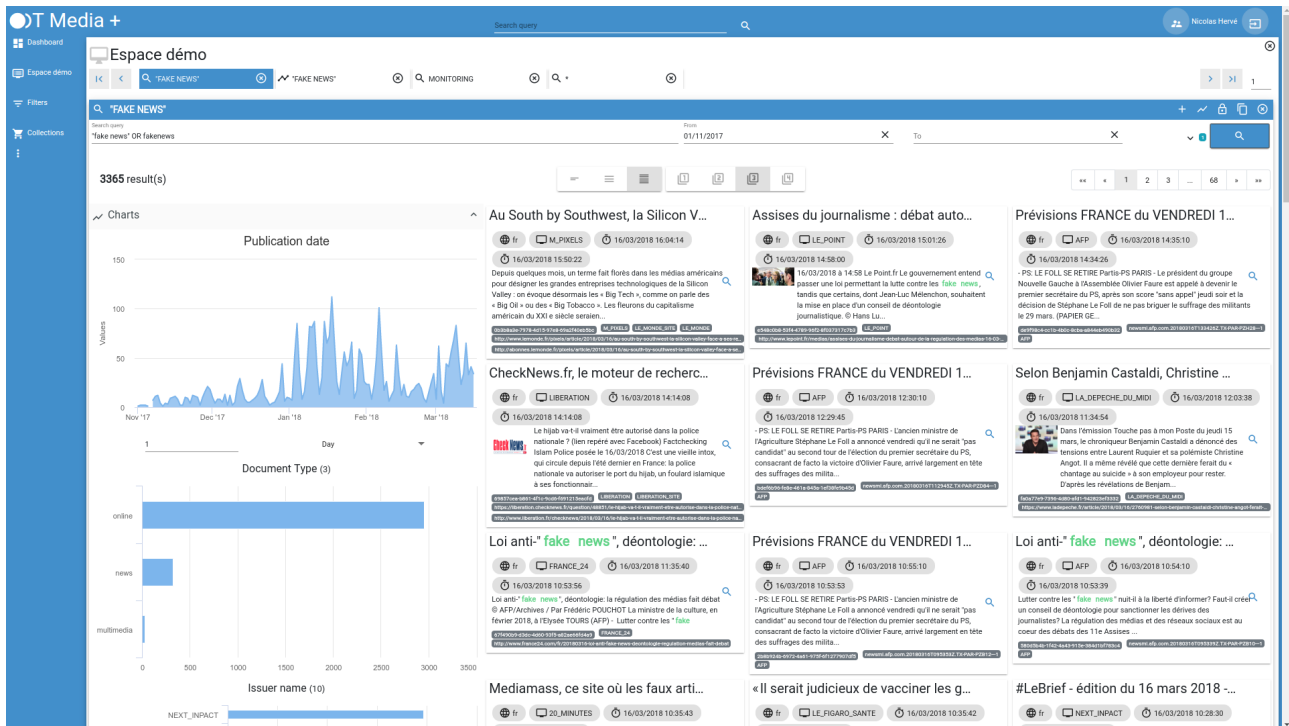 OT Media +
Search query
Nicolas Hervé
Dashboard
Espace démo
Filters
Collections
Espace démo
"FAKE NEWS"
"FAKE NEWS"
MONITORING
*
1
"FAKE NEWS"
Search query
"fake news" OR fakenews
From
01/11/2017
To
3365 result(s)
«« « 1 2 3 ... 68 » »»
Charts
Publication date
Values
150
100
50
0
Nov '17 Dec '17 Jan '18 Feb '18 Mar '18
1 Day
Document Type (3)
online
news
multimedia
0 500 1000 1500 2000 2500 3000 3500
Issuer name (10)
NEXT_INPACT
Au South by Southwest, la Silicon V...
fr M_PIXELS 16/03/2018 16:04:14
16/03/2018 15:50:22
Depuis quelques mois, un terme fait florès dans les médias américains
pour désigner les grandes entreprises technologiques de la Silicon
Valley : on évoque désormais les « Big Tech », comme on parle des
« Big Oil » ou des « Big Tobacco ». Les fleurons du capitalisme
américain du XXI e siècle seraien...
M_PIXELS LE_MONDE_SITE LE_MONDE
Assises du journalisme : débat auto...
fr LE_POINT 16/03/2018 15:01:26
16/03/2018 14:58:00
16/03/2018 à 14:58 Le Point.fr Le gouvernement entend
passer une loi permettant la lutte contre les fake news,
tandis que certains, dont Jean-Luc Mélenchon, souhaitent
la mise en place d'un conseil de déontologie
journalistique. © Hans Lu...
LE_POINT
Prévisions FRANCE du VENDREDI 1...
fr AFP 16/03/2018 14:35:10
16/03/2018 14:34:26
- PS: LE FOLL SE RETIRE Partis-PS PARIS - Le président du groupe
Nouvelle Gauche à l'Assemblée Olivier Faure est appelé à devenir le
premier secrétaire du PS, après son score "sans appel" jeudi soir et la
décision de Stéphane Le Foll de ne pas briguer le suffrage des militants
le 29 mars. (PAPIER GE...
AFP
CheckNews.fr, le moteur de recherc...
fr LIBERATION 16/03/2018 14:14:08
16/03/2018 14:14:08
Check News
Le hijab va-t-il vraiment être autorisé dans la police
nationale ? (lien repéré avec Facebook) Factchecking
Islam Police posée le 16/03/2018 C'est une vieille intox,
qui circule depuis l'été dernier en France: la police
nationale va autoriser le port du hijab, un foulard islamique
à ses fonctionnair...
LIBERATION LIBERATION_SITE
Prévisions FRANCE du VENDREDI 1...
fr AFP 16/03/2018 12:30:10
16/03/2018 12:29:45
- PS: LE FOLL SE RETIRE Partis-PS PARIS - L'ancien ministre de
l'Agriculture Stéphane Le Foll a annoncé vendredi qu'il ne serait "pas
candidat" au second tour de l'élection du premier secrétaire du PS,
consacrant de facto la victoire d'Olivier Faure, arrivé largement en tête
des suffrages des milita...
AFP
Selon Benjamin Castaldi, Christine ...
fr LA_DEPECHE_DU_MIDI 16/03/2018 12:03:38
16/03/2018 11:34:54
Dans l'émission Touche pas à mon Poste du jeudi 15
mars, le chroniqueur Benjamin Castaldi a dénoncé des
tensions entre Laurent Ruquier et sa polémiste Christine
Angot. Il a même révélé que cette dernière ferait du «
chantage au suicide » à son employeur pour rester.
D'après les révélations de Benjam...
LA_DEPECHE_DU_MIDI
Loi anti-" fake news ", déontologie: ...
fr FRANCE_24 16/03/2018 11:35:40
16/03/2018 10:53:56
Loi anti-" fake news ", déontologie: la régulation des médias fait débat
© AFP/Archives / Par Frédéric POUCHOT La ministre de la culture, en
février 2018, à l'Elysée TOURS (AFP) - Lutter contre les " fake
FRANCE_24
Prévisions FRANCE du VENDREDI 1...
fr AFP 16/03/2018 10:55:10
16/03/2018 10:53:53
- PS: LE FOLL SE RETIRE Partis-PS PARIS - L'ancien ministre de
l'Agriculture Stéphane Le Foll a annoncé vendredi qu'il ne serait "pas
candidat" au second tour de l'élection du premier secrétaire du PS,
consacrant de facto la victoire d'Olivier Faure, arrivé largement en tête
des suffrages des milita...
AFP
Loi anti-" fake news ", déontologie: ...
fr AFP 16/03/2018 10:54:10
16/03/2018 10:53:39
Lutter contre les " fake news " nuit-il à la liberté d'informer? Faut-il créer
un conseil de déontologie pour sanctionner les dérives des
journalistes? La régulation des médias et des réseaux sociaux est au
coeur des débats des 11e Assises ...
AFP
Mediamass, ce site où les faux arti...
fr 20_MINUTES 16/03/2018 10:35:43
«Il serait judicieux de vacciner les g...
fr LE_FIGARO_SANTE 16/03/2018 10:35:42
#LeBrief - édition du 16 mars 2018 -...
fr NEXT_INPACT 16/03/2018 10:28:30